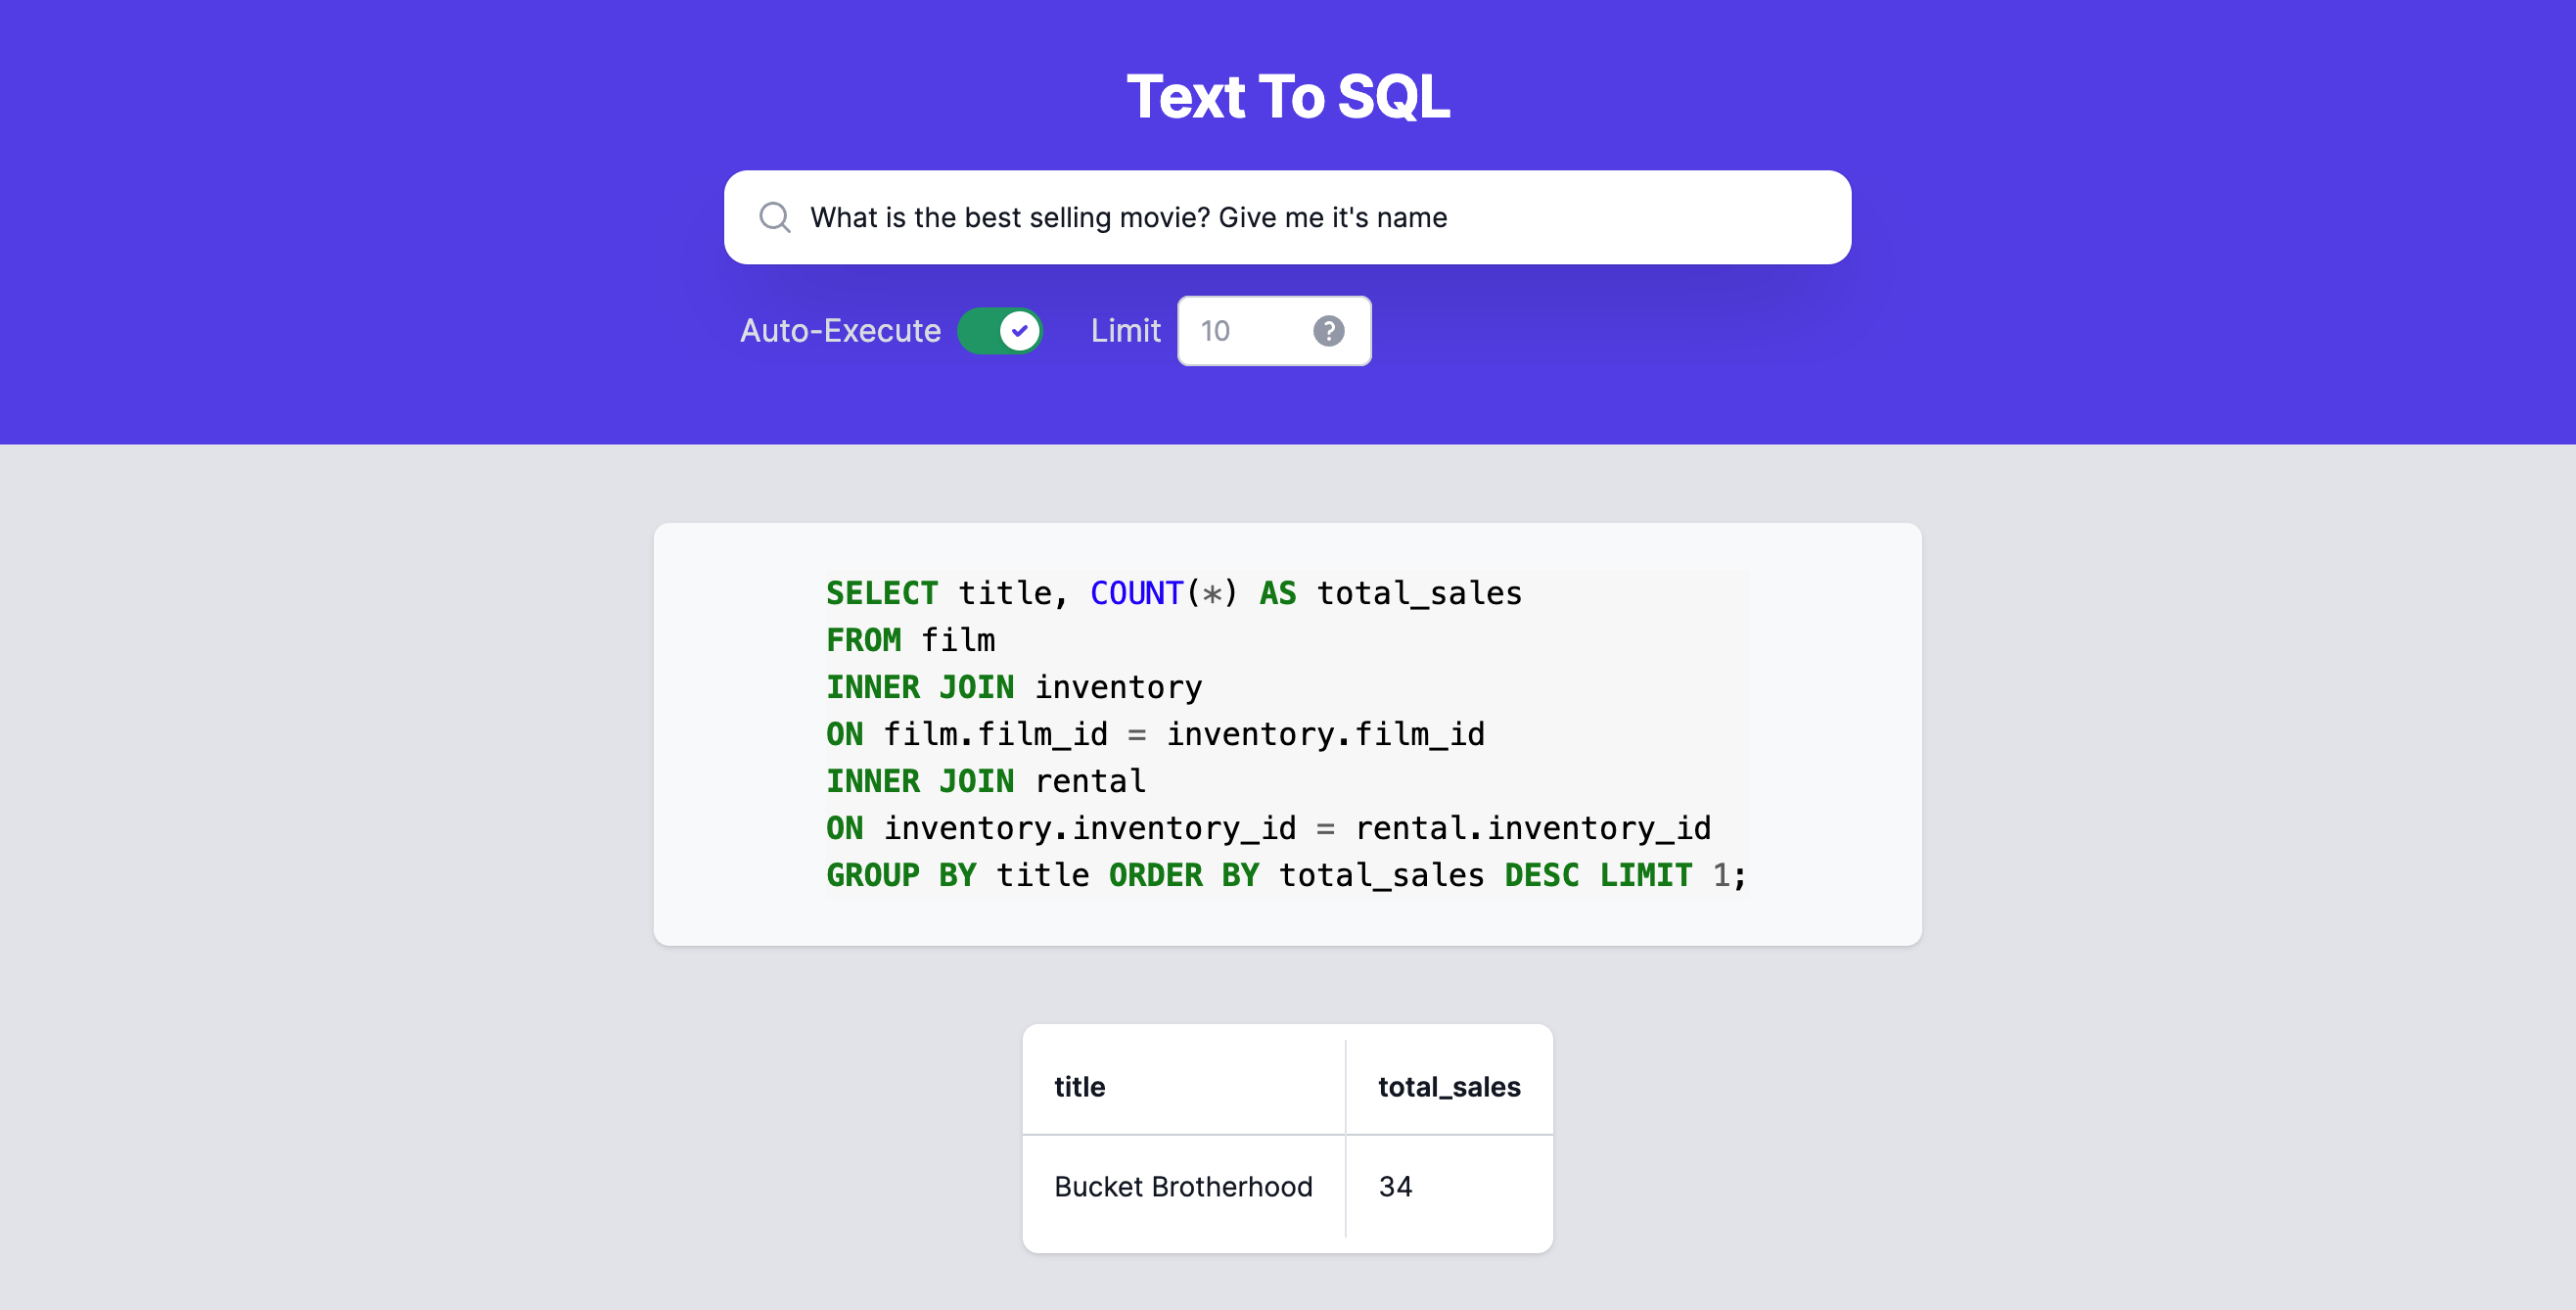 Text To SQL
What is the best selling movie? Give me it's name
Auto-Execute Limit 10 ?
SELECT title, COUNT(*) AS total_sales
FROM film
INNER JOIN inventory
ON film.film_id = inventory.film_id
INNER JOIN rental
ON inventory.inventory_id = rental.inventory_id
GROUP BY title ORDER BY total_sales DESC LIMIT 1;
title total_sales
Bucket Brotherhood 34